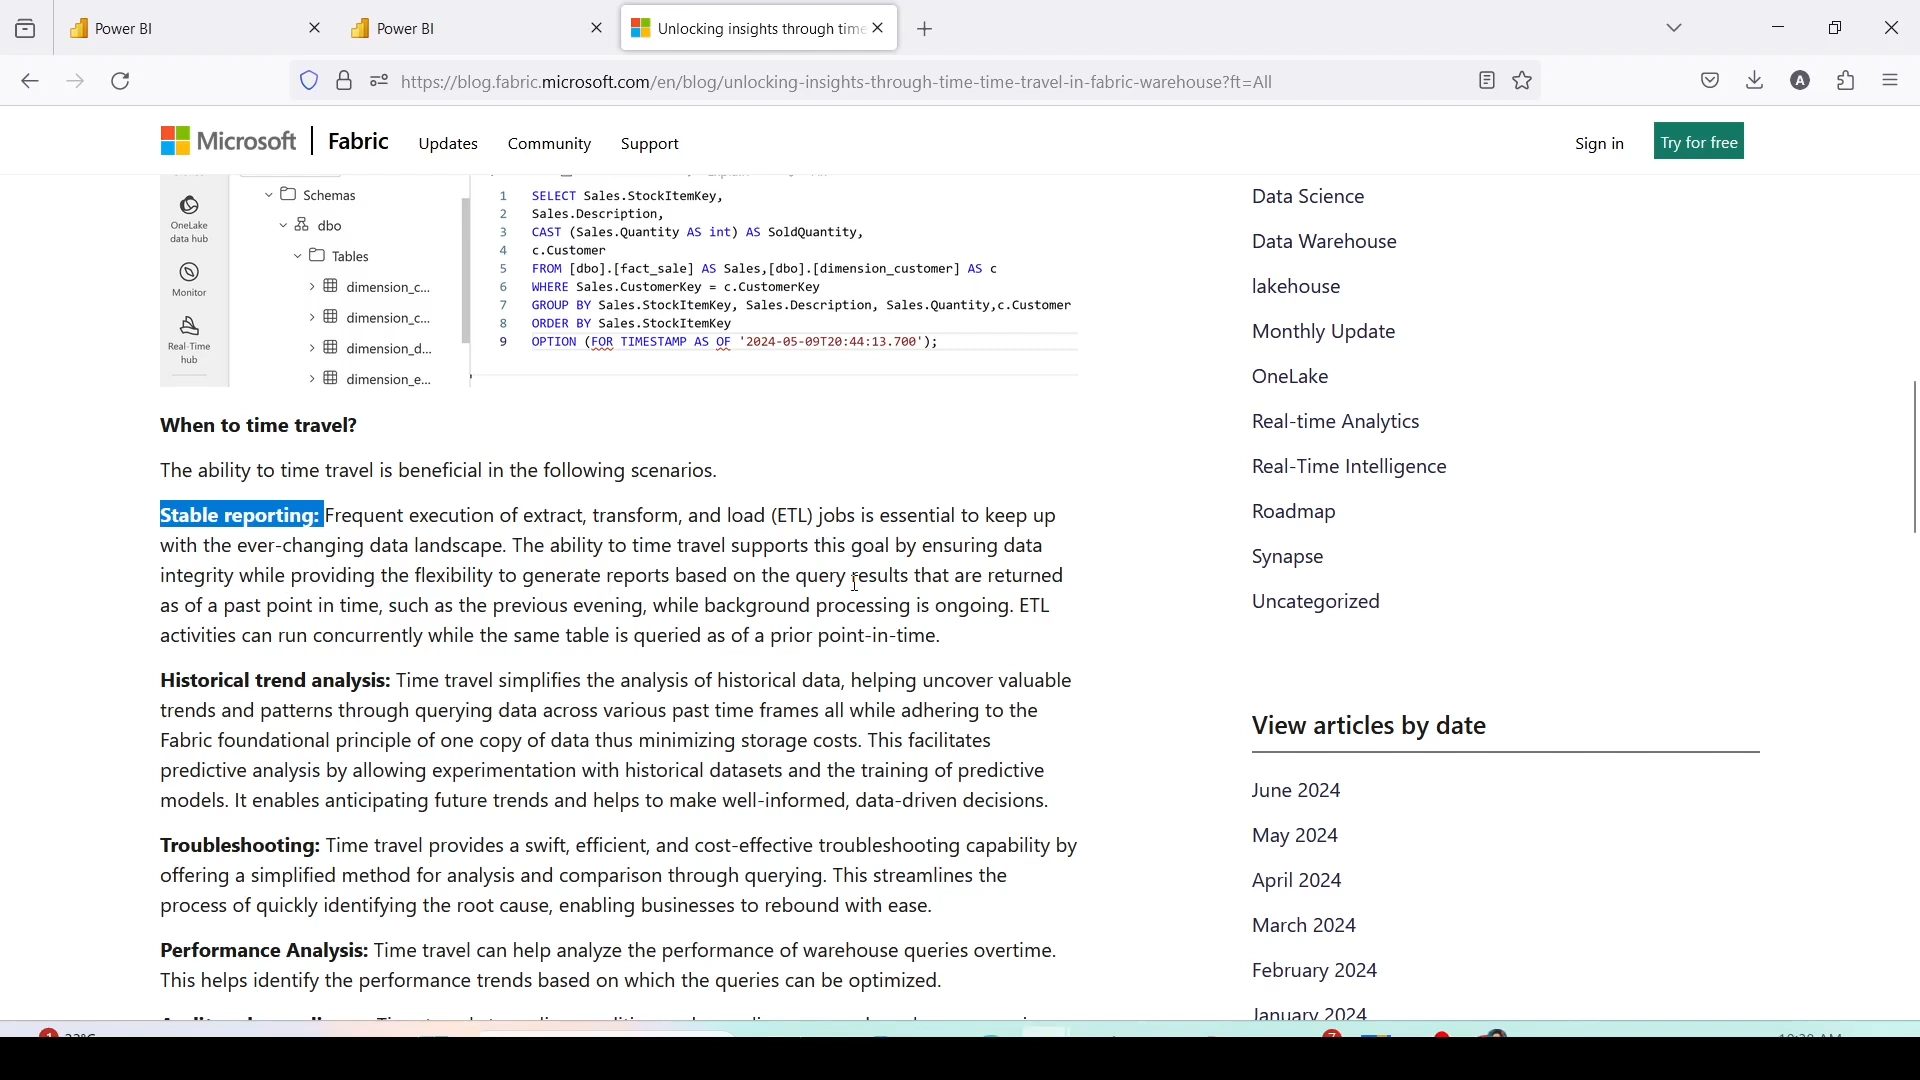 Power BI
Power BI
Unlocking insights through time
https://blog.fabric.microsoft.com/en/blog/unlocking-insights-through-time-time-travel-in-fabric-warehouse?ft=All
A
Microsoft
Fabric
Updates
Community
Support
Sign in
Try for free
OneLake
data hub
Monitor
Real-Time
hub
Schemas
dbo
Tables
dimension_c...
dimension_c...
dimension_d...
dimension_e...
1 SELECT Sales.StockItemKey,
2 Sales.Description,
3 CAST (Sales.Quantity AS int) AS SoldQuantity,
4 c.Customer
5 FROM [dbo].[fact_sale] AS Sales,[dbo].[dimension_customer] AS c
6 WHERE Sales.CustomerKey = c.CustomerKey
7 GROUP BY Sales.StockItemKey, Sales.Description, Sales.Quantity,c.Customer
8 ORDER BY Sales.StockItemKey
9 OPTION (FOR TIMESTAMP AS OF '2024-05-09T20:44:13.700');
When to time travel?
The ability to time travel is beneficial in the following scenarios.
Stable reporting: Frequent execution of extract, transform, and load (ETL) jobs is essential to keep up
with the ever-changing data landscape. The ability to time travel supports this goal by ensuring data
integrity while providing the flexibility to generate reports based on the query results that are returned
as of a past point in time, such as the previous evening, while background processing is ongoing. ETL
activities can run concurrently while the same table is queried as of a prior point-in-time.
Historical trend analysis: Time travel simplifies the analysis of historical data, helping uncover valuable
trends and patterns through querying data across various past time frames all while adhering to the
Fabric foundational principle of one copy of data thus minimizing storage costs. This facilitates
predictive analysis by allowing experimentation with historical datasets and the training of predictive
models. It enables anticipating future trends and helps to make well-informed, data-driven decisions.
Troubleshooting: Time travel provides a swift, efficient, and cost-effective troubleshooting capability by
offering a simplified method for analysis and comparison through querying. This streamlines the
process of quickly identifying the root cause, enabling businesses to rebound with ease.
Performance Analysis: Time travel can help analyze the performance of warehouse queries overtime.
This helps identify the performance trends based on which the queries can be optimized.
Data Science
Data Warehouse
lakehouse
Monthly Update
OneLake
Real-time Analytics
Real-Time Intelligence
Roadmap
Synapse
Uncategorized
View articles by date
June 2024
May 2024
April 2024
March 2024
February 2024
January 2024